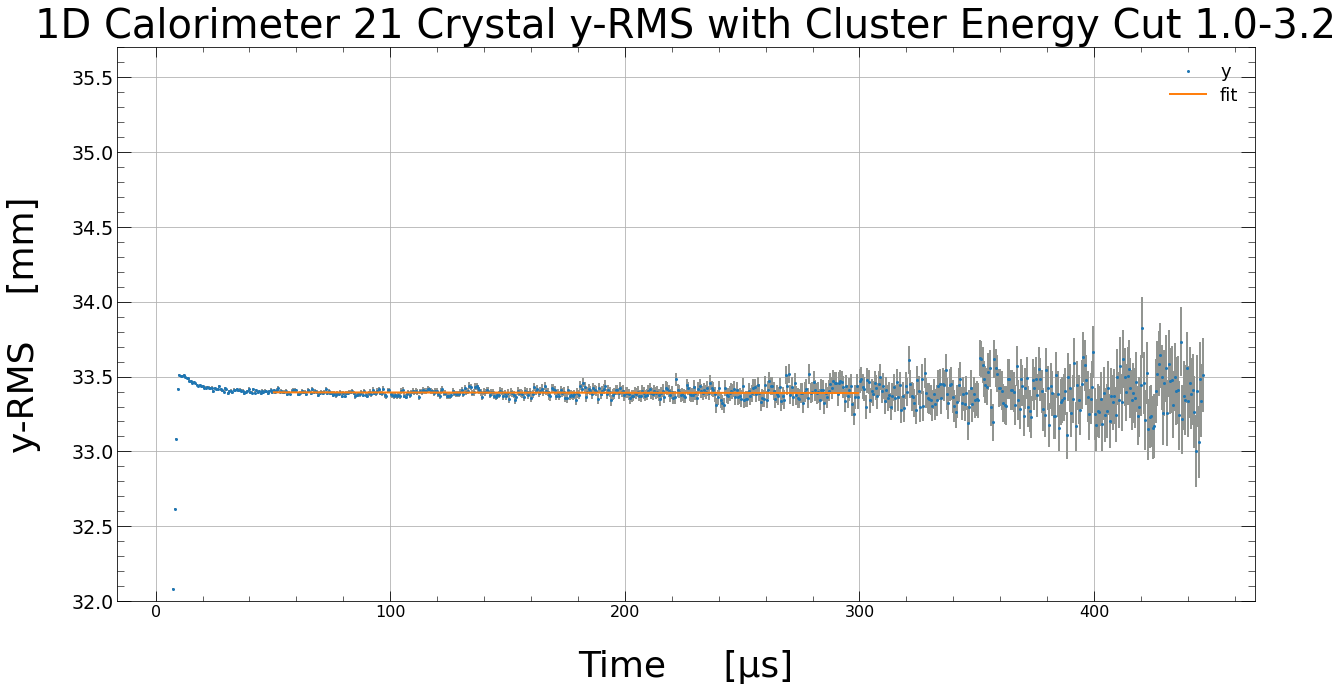 1D Calorimeter 21 Crystal y-RMS with Cluster Energy Cut 1.0-3.2
y
fit
35.5
35.0
34.5
34.0
33.5
33.0
32.5
32.0
y-RMS [mm]
0 100 200 300 400
Time [μs]